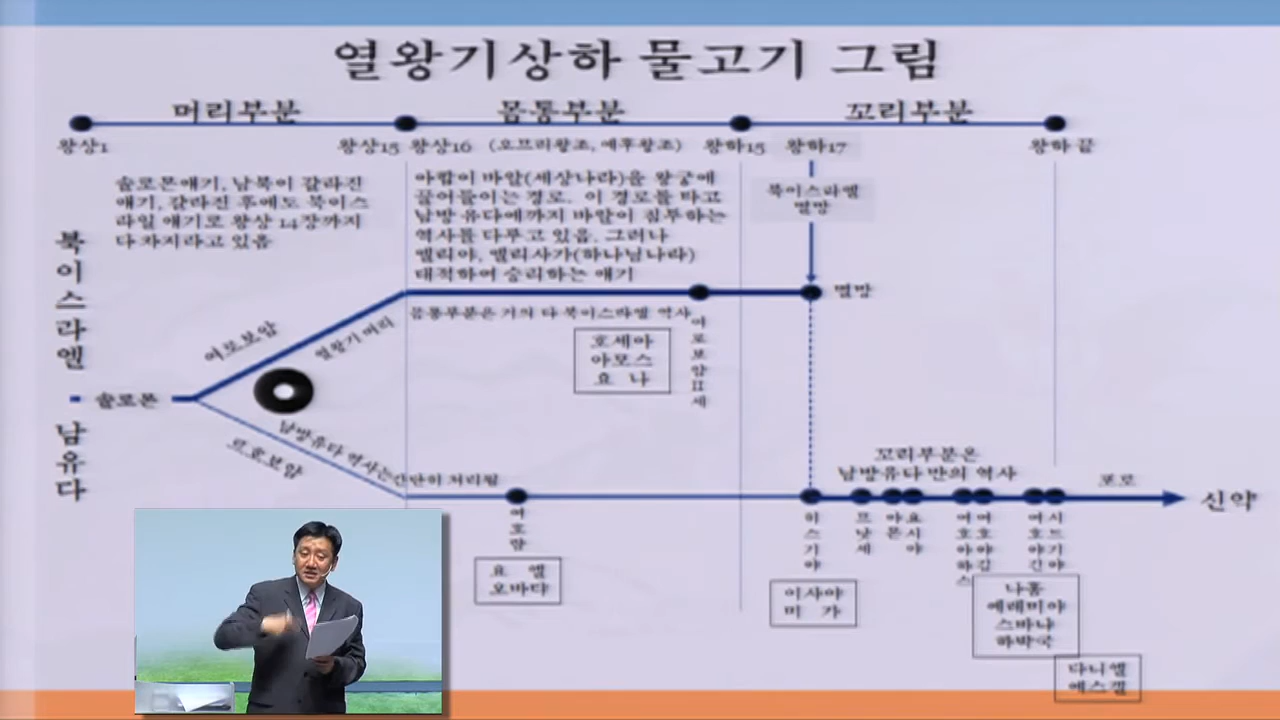 열왕기상하 물고기 그림
머리부분
몸통부분
꼬리부분
왕상1
왕상15
왕상16
(오므리왕조, 예후왕조)
왕하15
왕하17
왕하 끝
솔로몬얘기, 남북이 갈라진
얘기, 갈라진 후에도 북이스
라엘 얘기로 왕상 14장까지
다 차지하고 있음
아합이 바알(세상나라)을 왕궁에
끌어들이는 경로. 이 경로를 타고
남방 유다에까지 바알이 침투하는
역사를 다루고 있음. 그러나
엘리야, 엘리사가(하나님나라)
대적하여 승리하는 얘기
북이스라엘
멸망
북이스라엘
멸망
몸통부분은 거의 다 북이스라엘 역사
여로보암
열왕기 머리
여로보암II세
호세아
아모스
요 나
솔로몬
남방유다 역사는 간단히 처리됨
르호보암
남유다
꼬리부분은
남방유다만의 역사
포로
신약
여호람
히스기야
므낫세
아몬
요시야
여호아하스
여호야김
여호야긴
시드기야
요 엘
오바댜
이사야
미 가
나훔
예레미야
스바냐
하박국
다니엘
에스겔